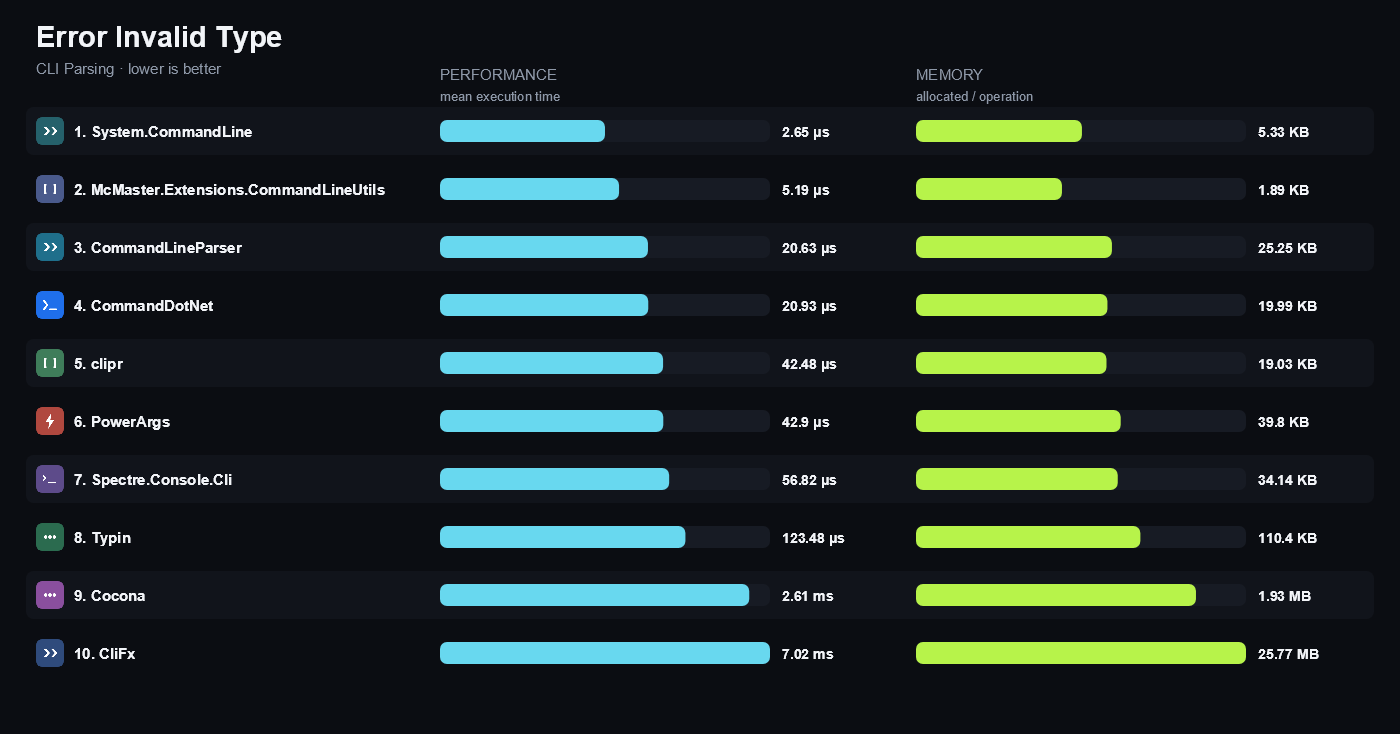 Error Invalid Type
CLI Parsing · lower is better
PERFORMANCE
mean execution time
MEMORY
allocated / operation
1. System.CommandLine 2.65 µs 5.33 KB
2. McMaster.Extensions.CommandLineUtils 5.19 µs 1.89 KB
3. CommandLineParser 20.63 µs 25.25 KB
4. CommandDotNet 20.93 µs 19.99 KB
5. clipr 42.48 µs 19.03 KB
6. PowerArgs 42.9 µs 39.8 KB
7. Spectre.Console.Cli 56.82 µs 34.14 KB
8. Typin 123.48 µs 110.4 KB
9. Cocona 2.61 ms 1.93 MB
10. CliFx 7.02 ms 25.77 MB